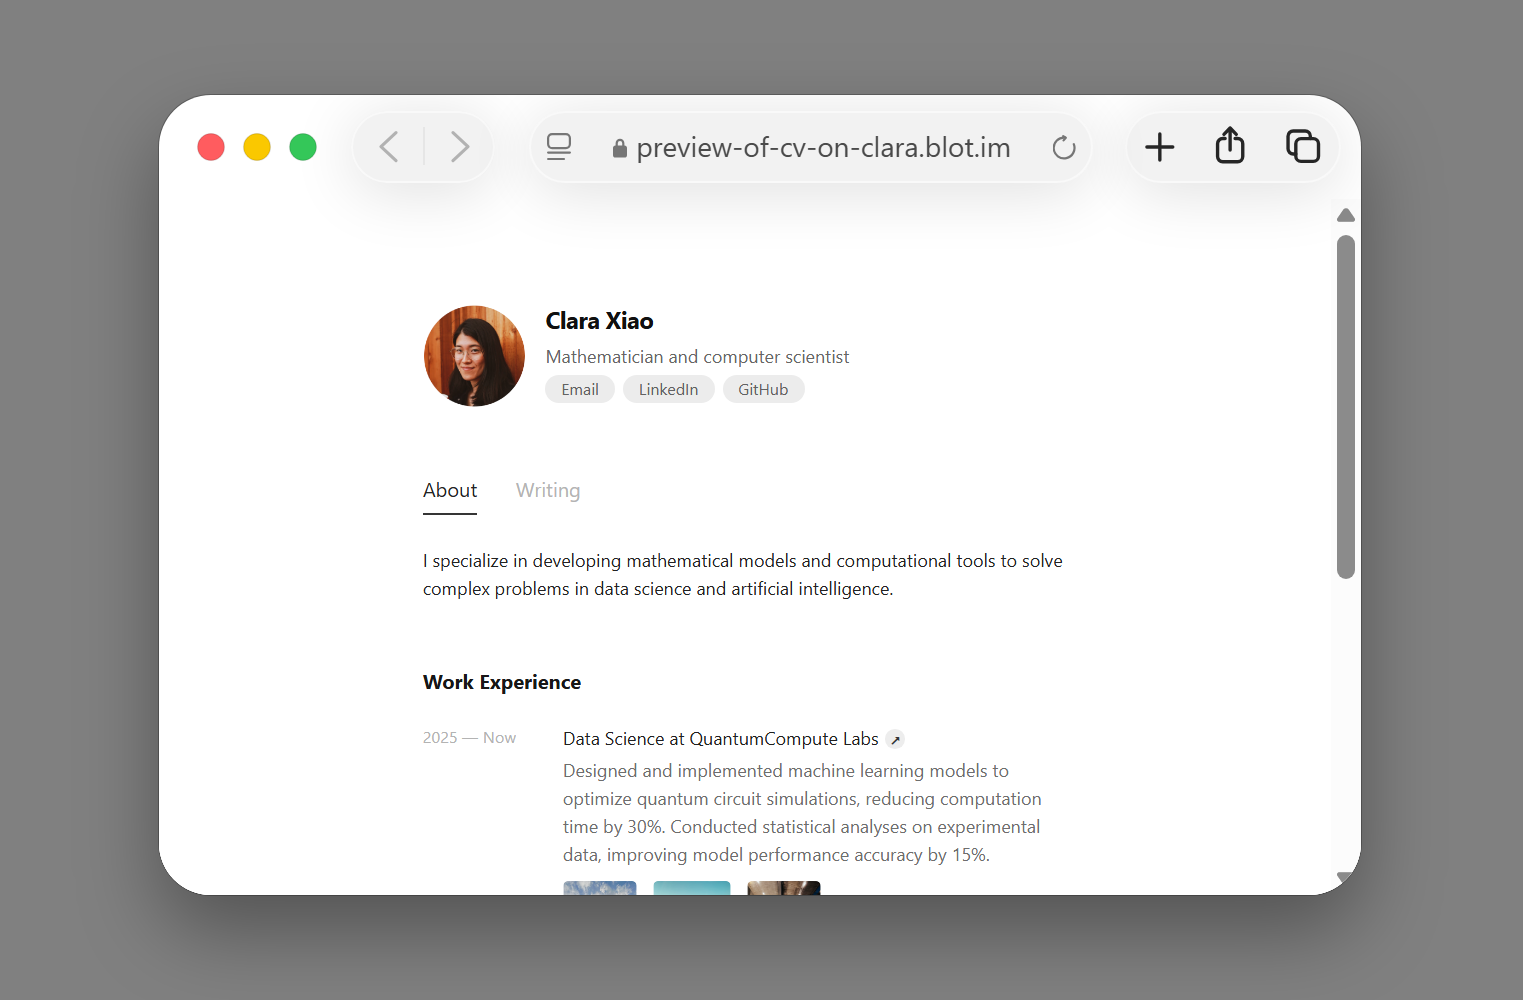 preview-of-cv-on-clara.blot.im
Clara Xiao
Mathematician and computer scientist
Email LinkedIn GitHub
About Writing
I specialize in developing mathematical models and computational tools to solve
complex problems in data science and artificial intelligence.
Work Experience
2025 — Now Data Science at QuantumCompute Labs ↗
Designed and implemented machine learning models to
optimize quantum circuit simulations, reducing computation
time by 30%. Conducted statistical analyses on experimental
data, improving model performance accuracy by 15%.